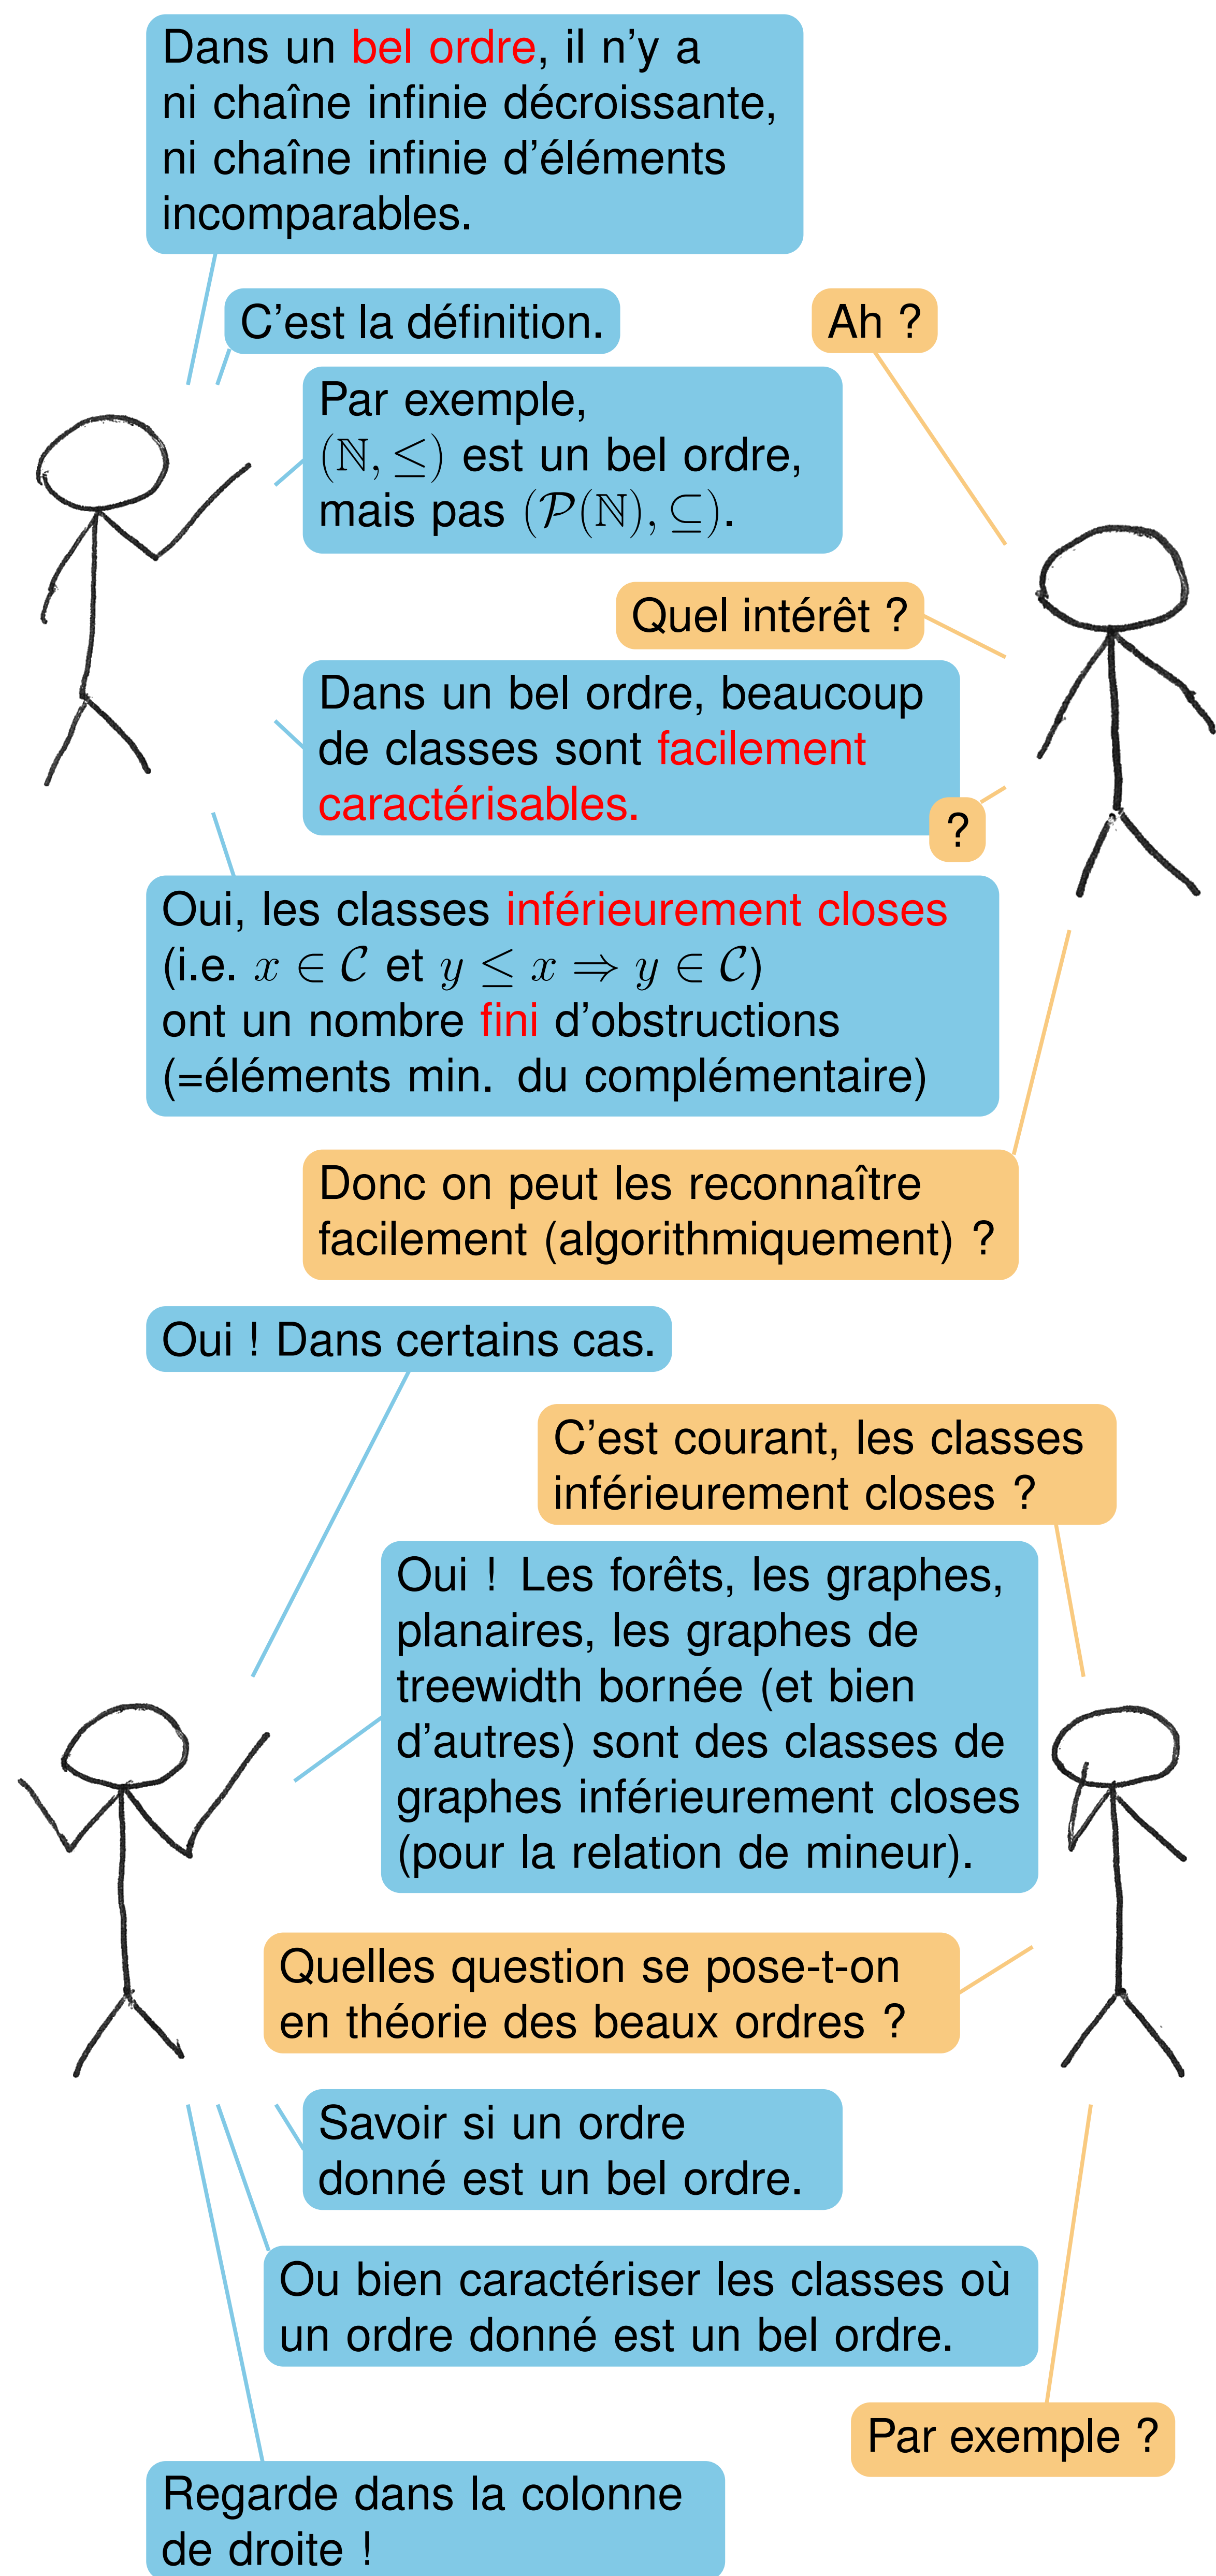 Dans un bel ordre, il n'y a
ni chaîne infinie décroissante,
ni chaîne infinie d'éléments
incomparables.
C'est la définition.
Ah ?
Par exemple,
(ℕ, ≤) est un bel ordre,
mais pas (𝒫(ℕ), ⊆).
Quel intérêt ?
Dans un bel ordre, beaucoup
de classes sont facilement
caractérisables.
?
Oui, les classes inférieurement closes
(i.e. x ∈ 𝒞 et y ≤ x ⇒ y ∈ 𝒞)
ont un nombre fini d'obstructions
(=éléments min. du complémentaire)
Donc on peut les reconnaître
facilement (algorithmiquement) ?
Oui ! Dans certains cas.
C'est courant, les classes
inférieurement closes ?
Oui ! Les forêts, les graphes,
planaires, les graphes de
treewidth bornée (et bien
d'autres) sont des classes de
graphes inférieurement closes
(pour la relation de mineur).
Quelles question se pose-t-on
en théorie des beaux ordres ?
Savoir si un ordre
donné est un bel ordre.
Ou bien caractériser les classes où
un ordre donné est un bel ordre.
Par exemple ?
Regarde dans la colonne
de droite !